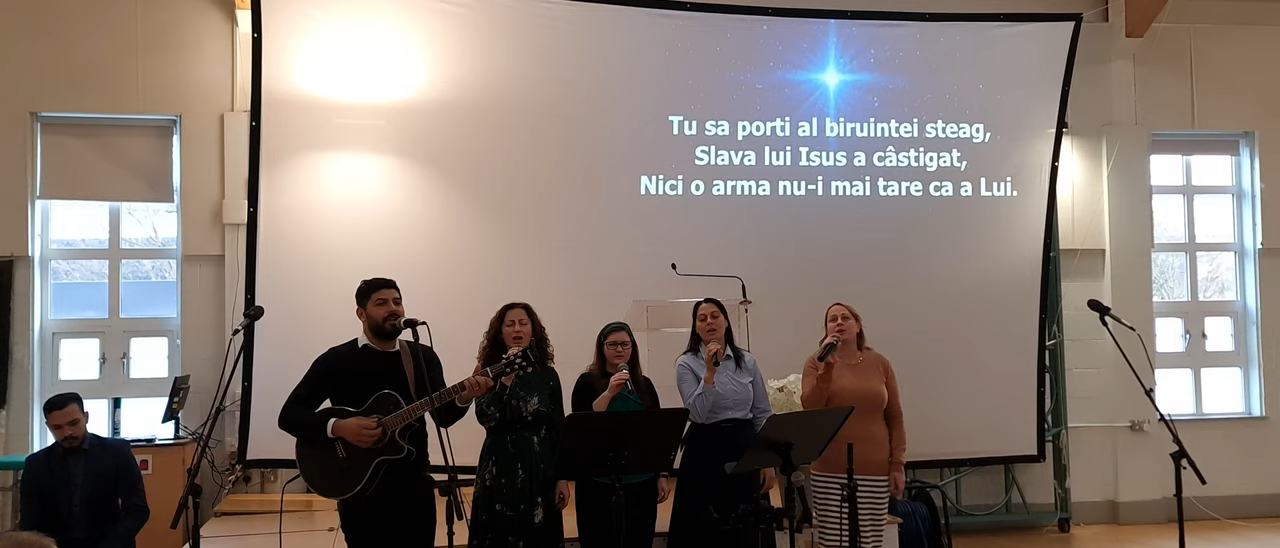 Tu sa porti al biruintei steag,
Slava lui Isus a câstigat,
Nici o arma nu-i mai tare ca a Lui.